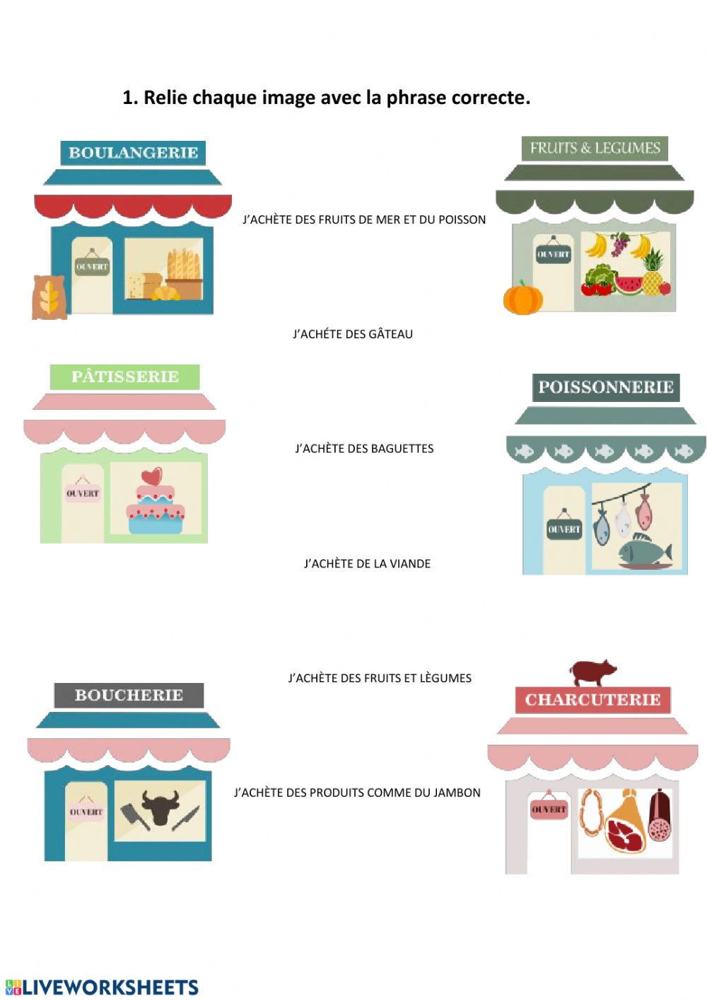 1. Relie chaque image avec la phrase correcte.
BOULANGERIE
FRUITS & LEGUMES
J'ACHÈTE DES FRUITS DE MER ET DU POISSON
OUVERT
OUVERT
J'ACHÉTE DES GÂTEAU
PÂTISSERIE
POISSONNERIE
J'ACHÈTE DES BAGUETTES
OUVERT
OUVERT
J'ACHÈTE DE LA VIANDE
J'ACHÈTE DES FRUITS ET LÈGUMES
BOUCHERIE
CHARCUTERIE
J'ACHÈTE DES PRODUITS COMME DU JAMBON
OUVERT
OUVERT
LIVE LIVEWORKSHEETS